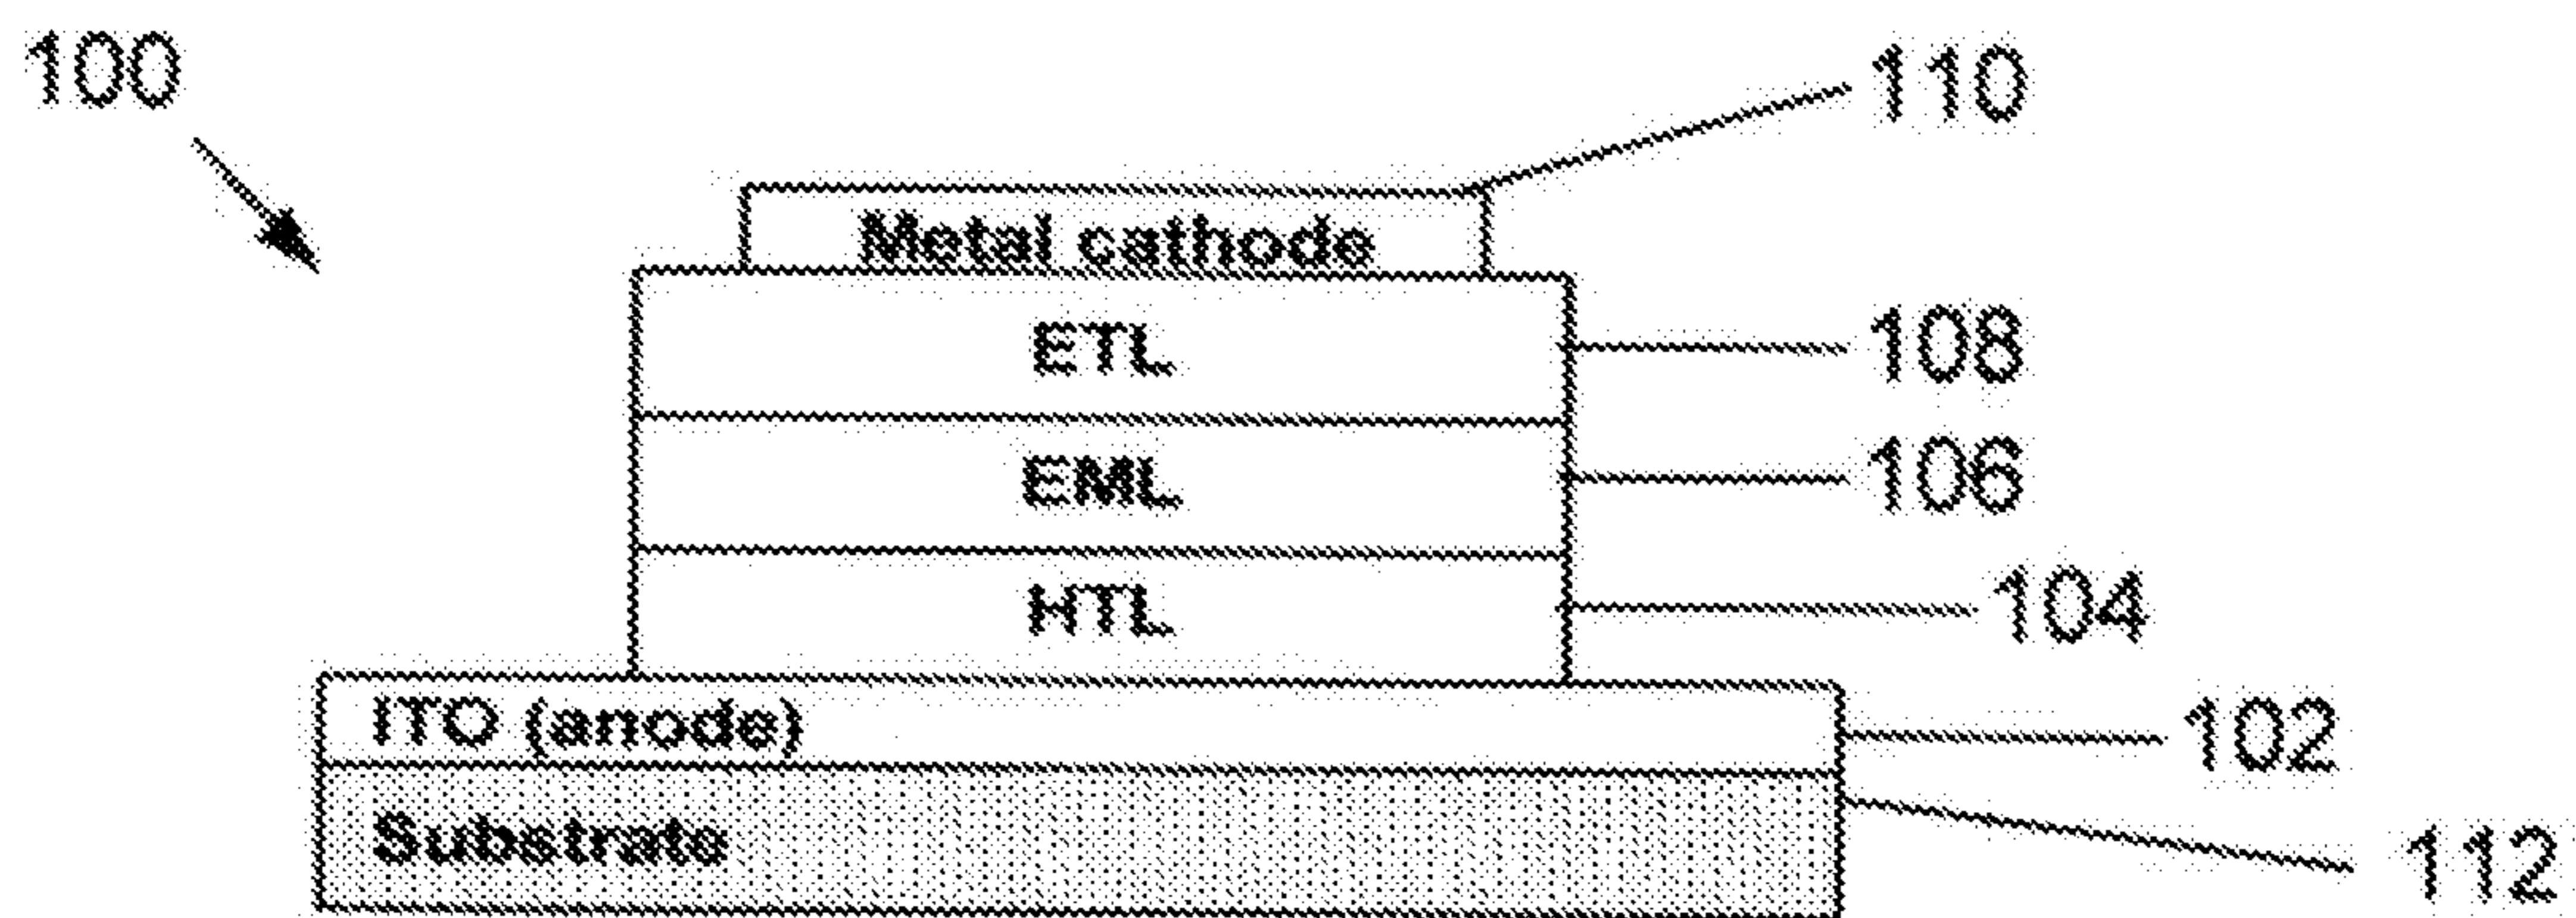 100
110
Metal cathode
ETL
108
EML
106
HTL
104
ITO (anode)
102
Substrate
112